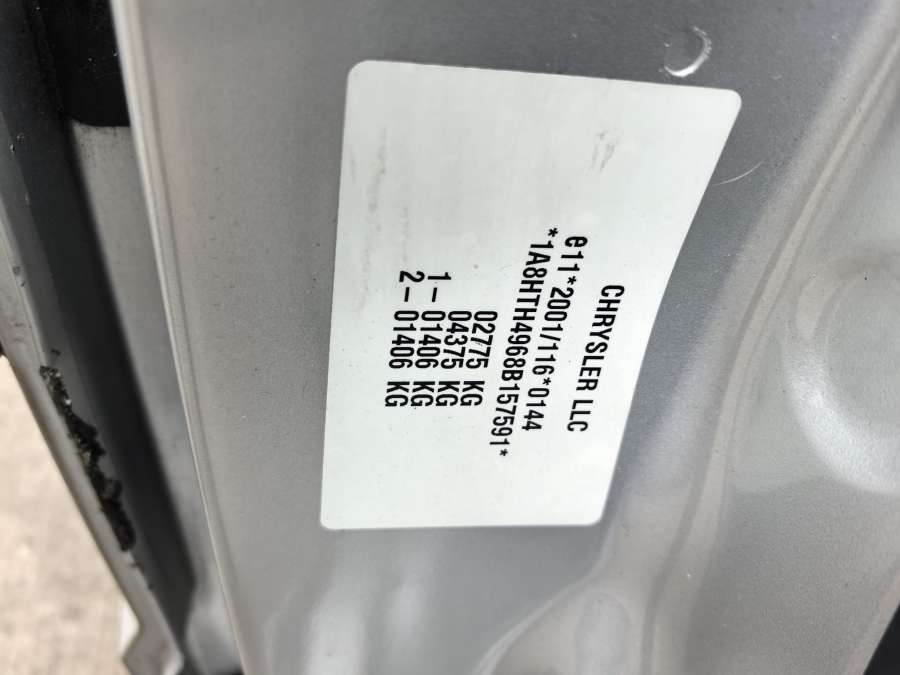 CHRYSLER LLC
e11*2001/116*0144
*1A8HTH4968B157591*
02775 KG
04375 KG
1- 01406 KG
2- 01406 KG